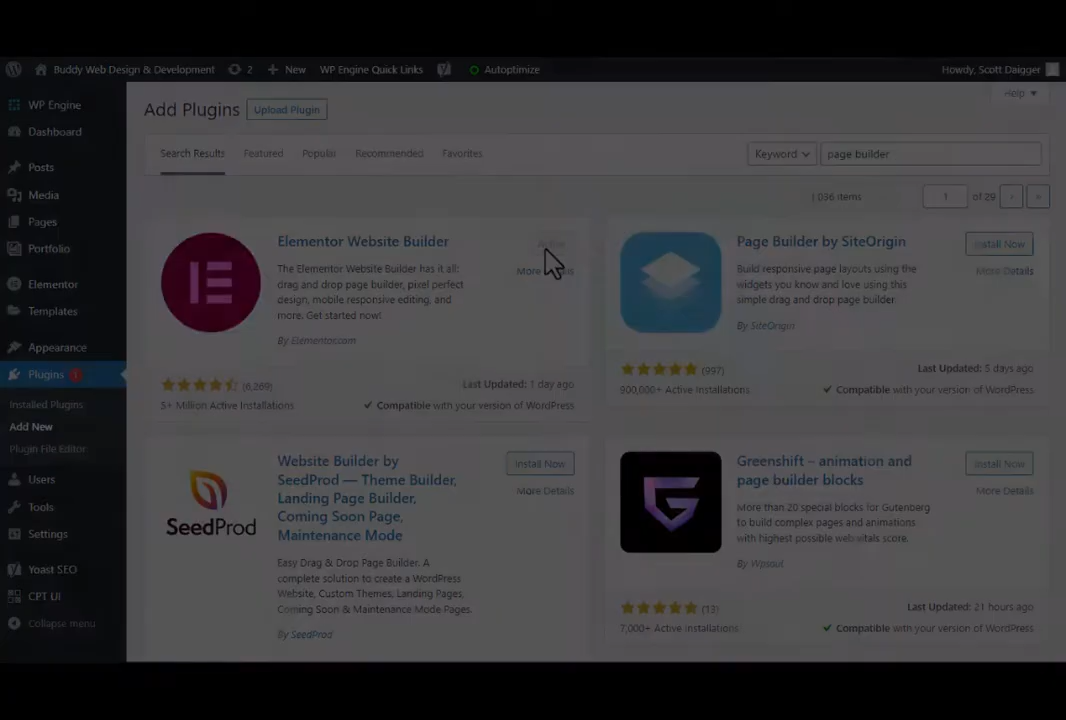 Buddy Web Design & Development 2 New WP Engine Quick Links Autoptimize Howdy, Scott Daigger
WP Engine
Dashboard
Posts
Media
Pages
Portfolio
Elementor
Templates
Appearance
Plugins 1
Installed Plugins
Add New
Plugin File Editor
Users
Tools
Settings
Yoast SEO
CPT UI
Collapse menu
Help
Add Plugins Upload Plugin
Search Results Featured Popular Recommended Favorites Keyword page builder
1,036 items 1 of 29 › »
Elementor Website Builder
Active
More
The Elementor Website Builder has it all:
drag and drop page builder, pixel perfect
design, mobile responsive editing, and
more. Get started now!
By Elementor.com
(6,269)
Last Updated: 1 day ago
5+ Million Active Installations
Compatible with your version of WordPress
Page Builder by SiteOrigin
Install Now
More Details
Build responsive page layouts using the
widgets you know and love using this
simple drag and drop page builder.
By SiteOrigin
(997)
Last Updated: 5 days ago
900,000+ Active Installations
Compatible with your version of WordPress
SeedProd
Website Builder by
SeedProd — Theme Builder,
Landing Page Builder,
Coming Soon Page,
Maintenance Mode
Install Now
More Details
Easy Drag & Drop Page Builder. A
complete solution to create a WordPress
Website, Custom Themes, Landing Pages,
Coming Soon & Maintenance Mode Pages.
By SeedProd
Greenshift – animation and
page builder blocks
Install Now
More Details
More than 20 special blocks for Gutenberg
to build complex pages and animations
with highest possible webvitals score.
By Wpsoul
(13)
Last Updated: 21 hours ago
7,000+ Active Installations
Compatible with your version of WordPress